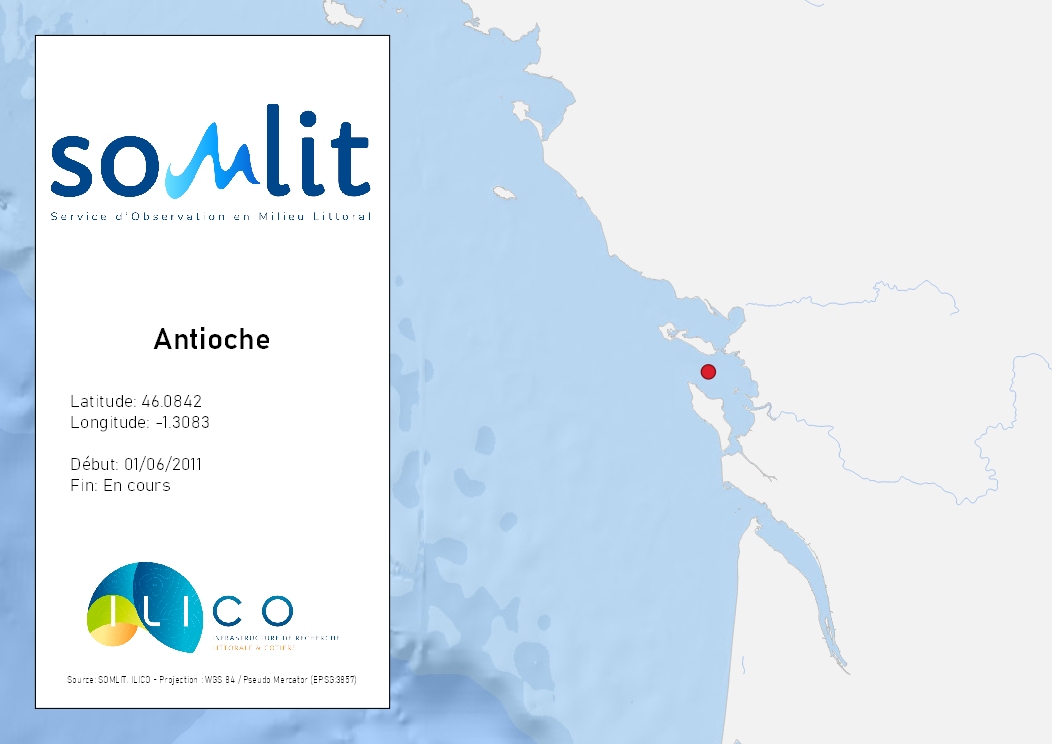 somlit
Service d'Observation en Milieu Littoral
Antioche
Latitude: 46.0842
Longitude: -1.3083
Début: 01/06/2011
Fin: En cours
ILICO
INFRASTRUCTURE DE RECHERCHE
LITTORALE & CÔTIÈRE
Source: SOMLIT, ILICO - Projection : WGS 84 / Pseudo Mercator (EPSG:3857)